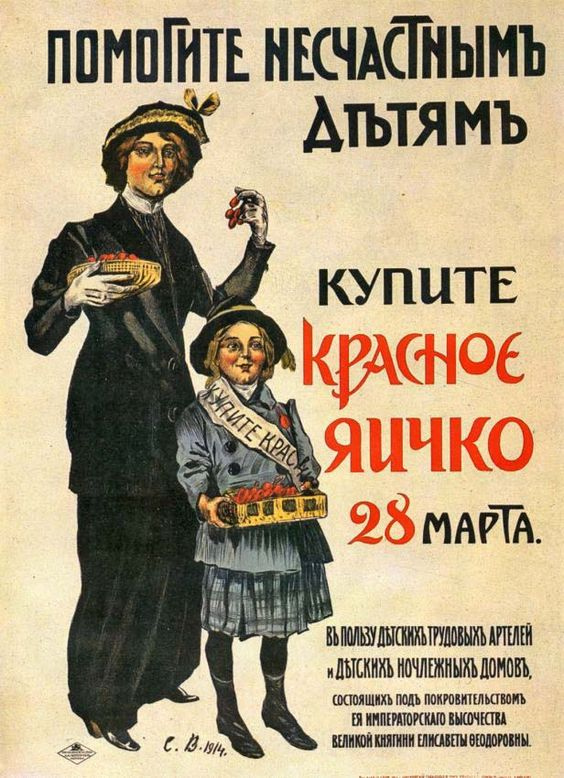 ПОМОГИТЕ НЕСЧАСТНЫМЪ
ДѢТЯМЪ
КУПИТЕ
КРАСНОЕ
ЯИЧКО
28 МАРТА.
КУПИТЕ КРАС
ВЪ ПОЛЬЗУ ДѢТСКИХЪ ТРУДОВЫХЪ АРТЕЛЕЙ
и ДѢТСКИХЪ НОЧЛЕЖНЫХЪ ДОМОВЪ,
СОСТОЯЩИХЪ ПОДЪ ПОКРОВИТЕЛЬСТВОМЪ
ЕЯ ИМПЕРАТОРСКАГО ВЫСОЧЕСТВА
ВЕЛИКОЙ КНЯГИНИ ЕЛИСАВЕТЫ ѲЕОДОРОВНЫ.
С. В. 1914.